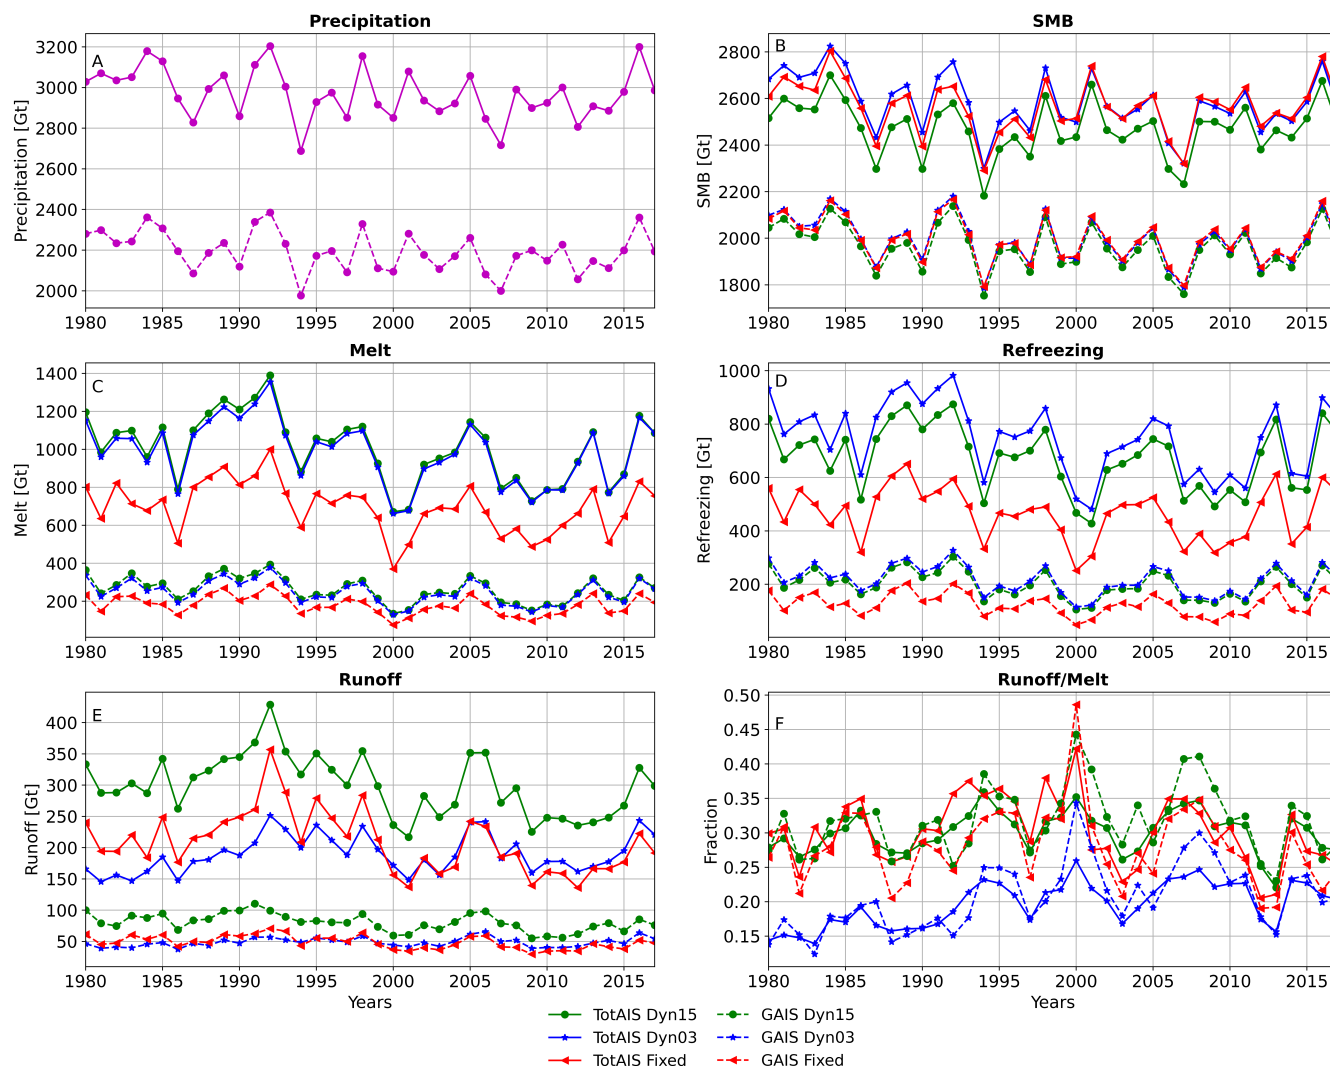 Precipitation
A
Precipitation [Gt]
3200
3000
2800
2600
2400
2200
2000
1980 1985 1990 1995 2000 2005 2010 2015
SMB
B
SMB [Gt]
2800
2600
2400
2200
2000
1800
1980 1985 1990 1995 2000 2005 2010 2015
Melt
C
Melt [Gt]
1400
1200
1000
800
600
400
200
1980 1985 1990 1995 2000 2005 2010 2015
Refreezing
D
Refreezing [Gt]
1000
800
600
400
200
1980 1985 1990 1995 2000 2005 2010 2015
Runoff
E
Runoff [Gt]
400
350
300
250
200
150
100
50
1980 1985 1990 1995 2000 2005 2010 2015
Years
Runoff/Melt
F
Fraction
0.50
0.45
0.40
0.35
0.30
0.25
0.20
0.15
1980 1985 1990 1995 2000 2005 2010 2015
Years
TotAIS Dyn15
TotAIS Dyn03
TotAIS Fixed
GAIS Dyn15
GAIS Dyn03
GAIS Fixed